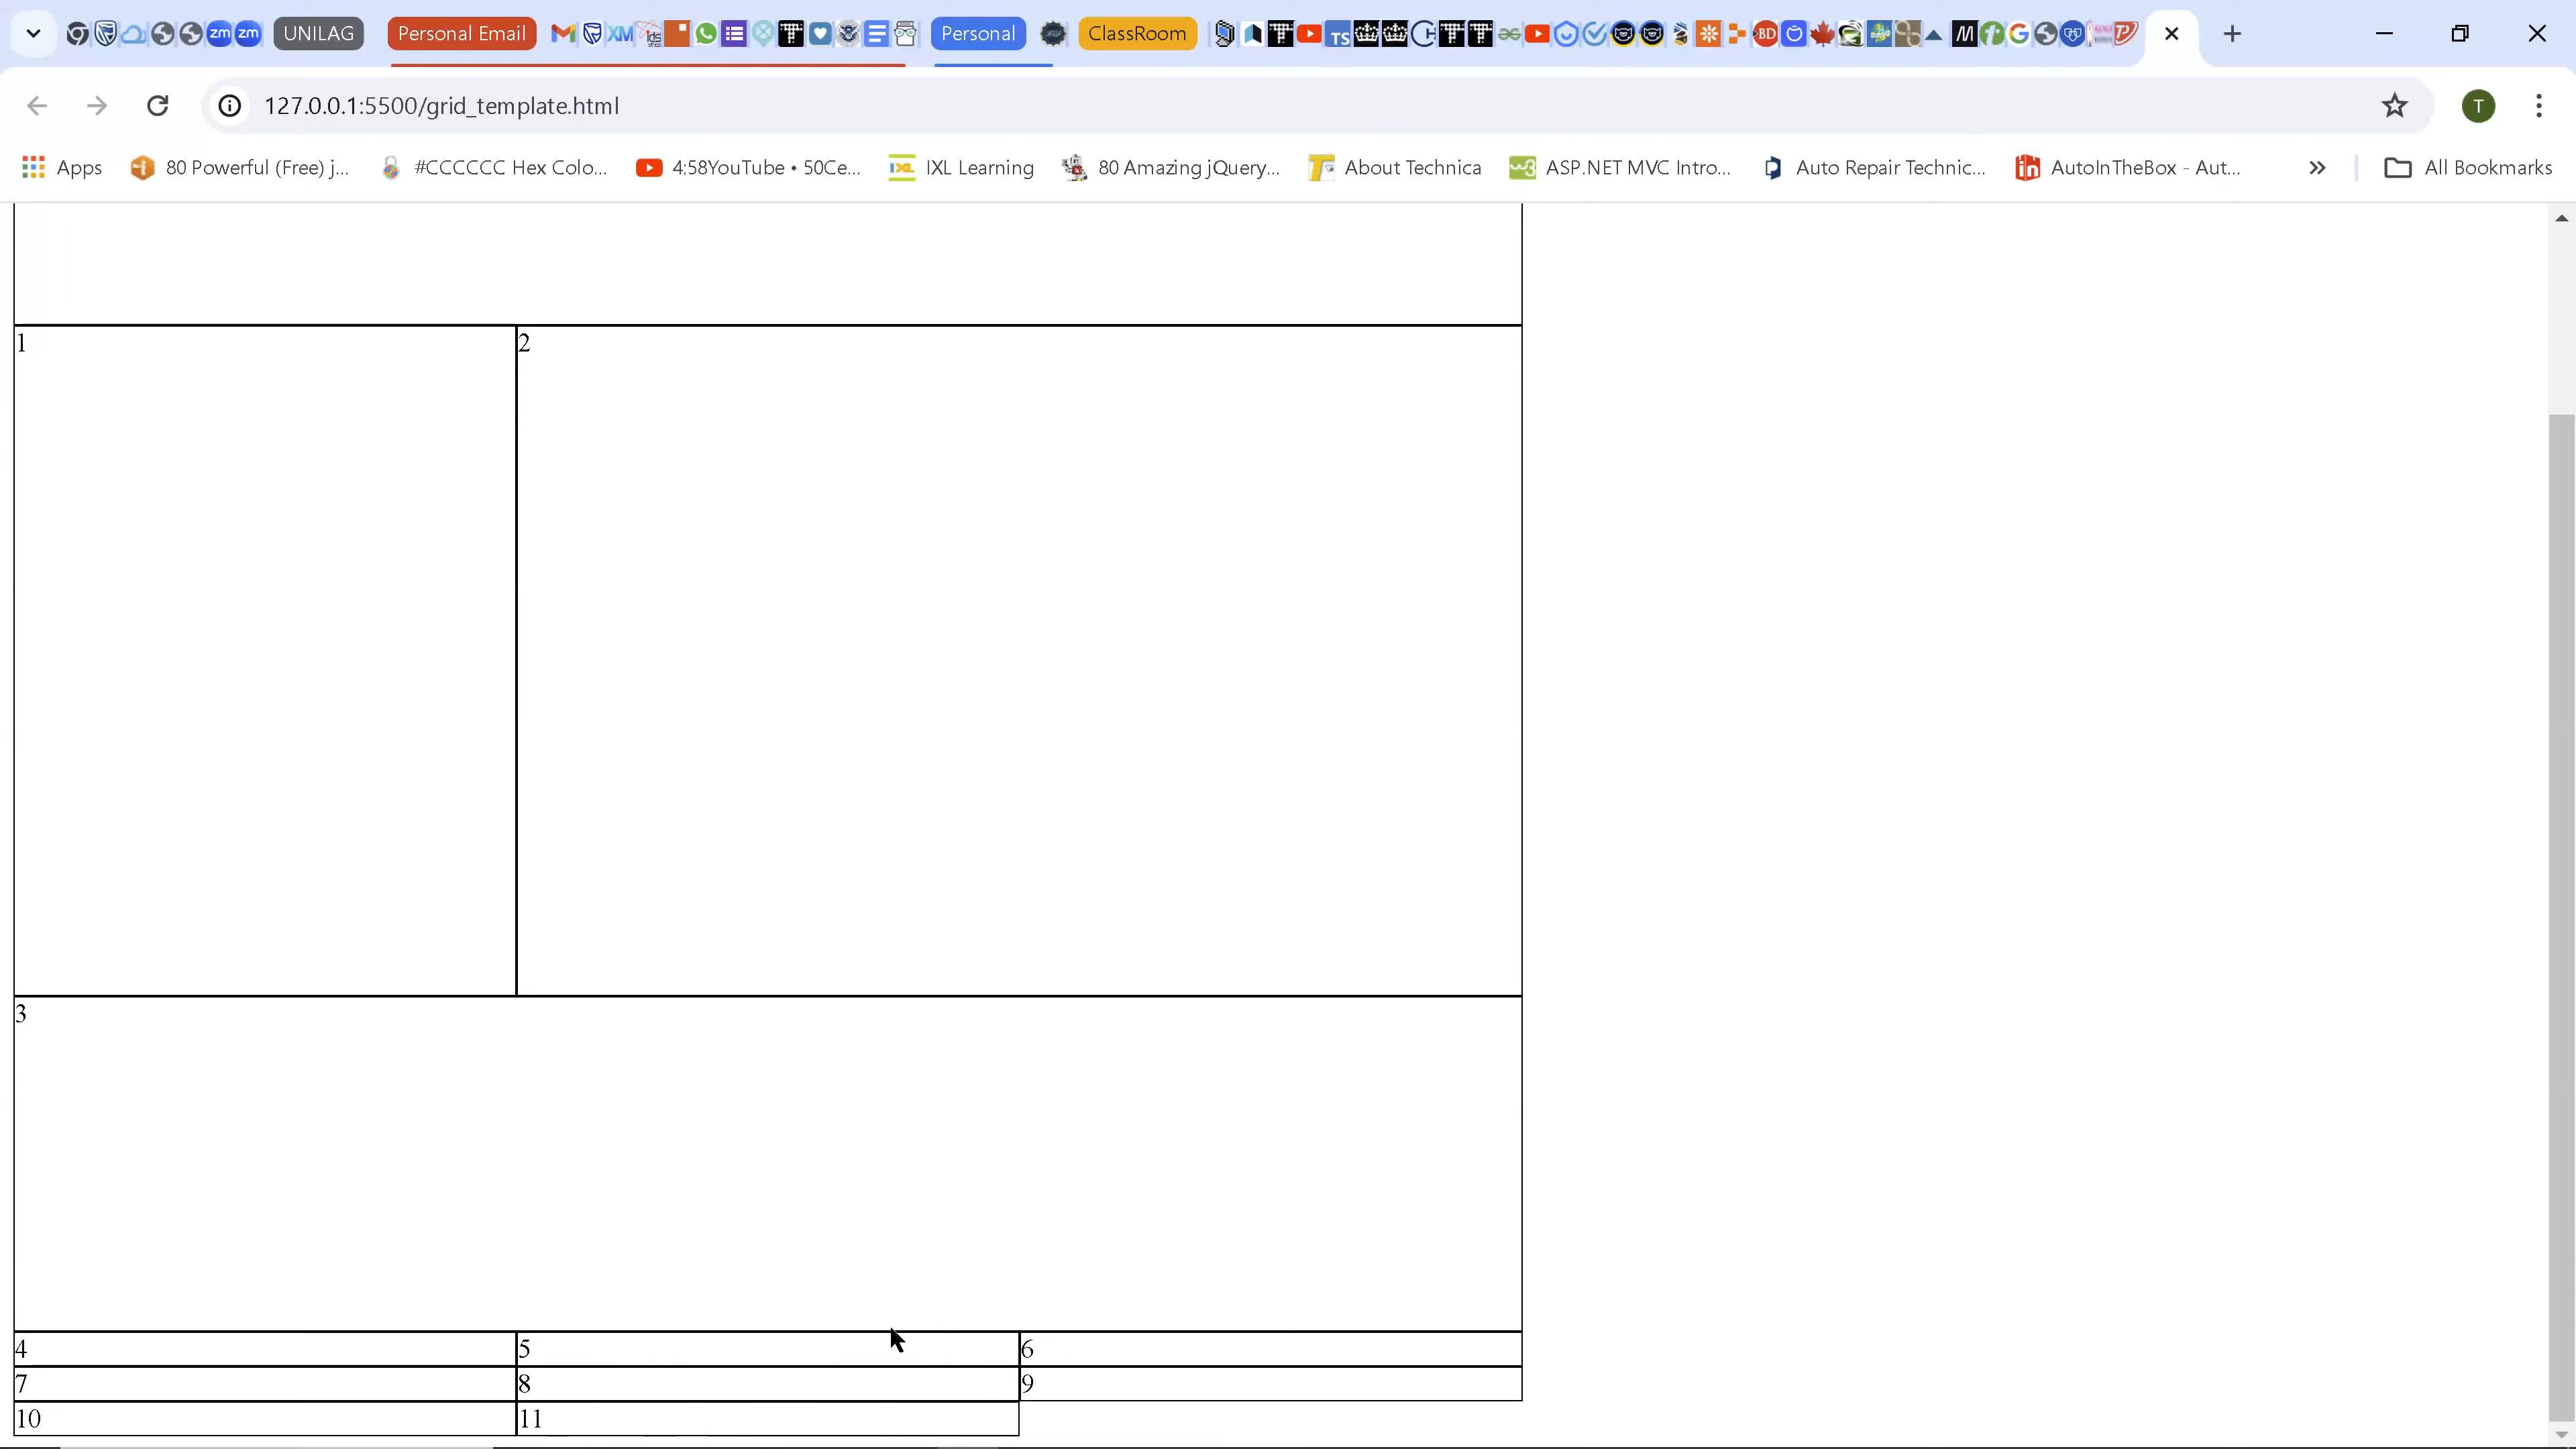 UNILAG Personal Email Personal ClassRoom
127.0.0.1:5500/grid_template.html T
Apps 80 Powerful (Free) j... #CCCCCC Hex Colo... 4:58YouTube • 50Ce... IXL Learning 80 Amazing jQuery... About Technica ASP.NET MVC Intro... Auto Repair Technic... AutoInTheBox - Aut... » All Bookmarks
1 2
3
4 5 6
7 8 9
10 11